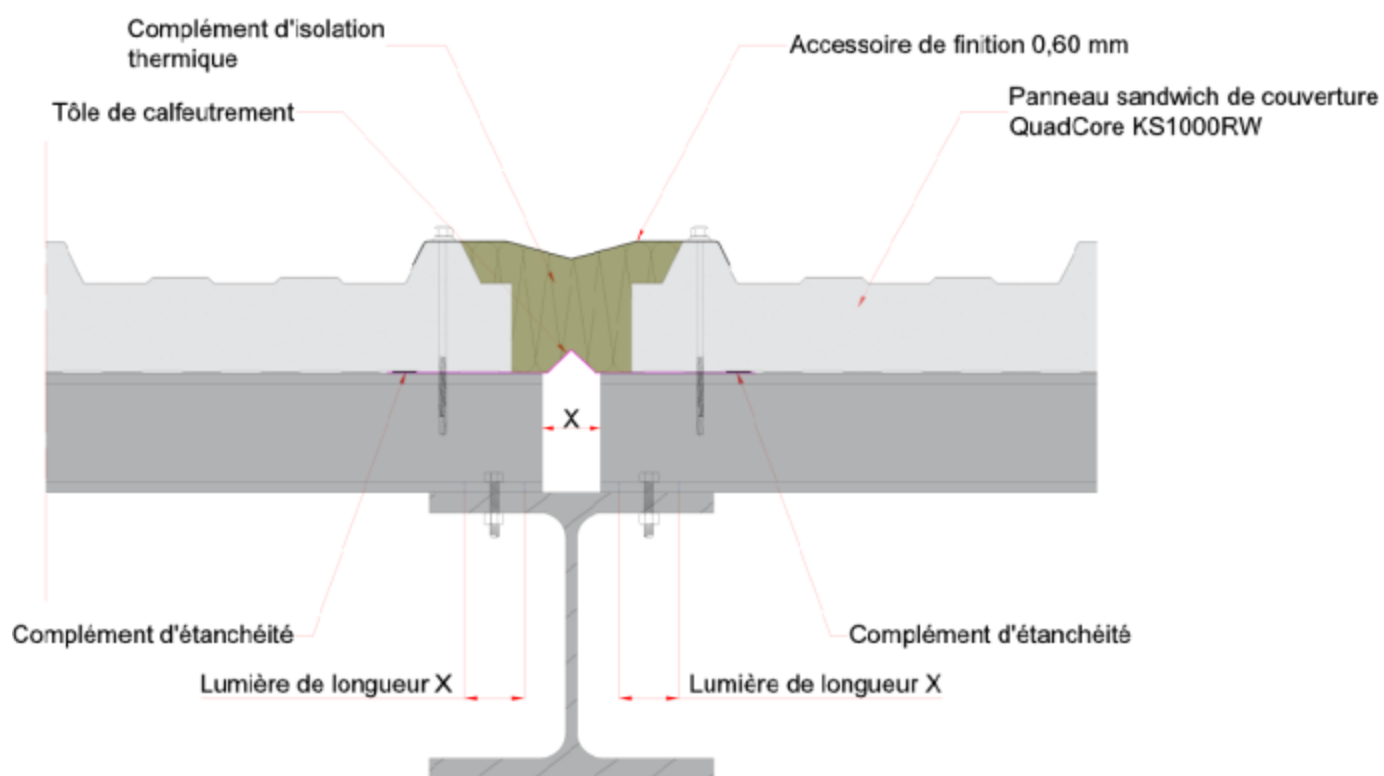 Complément d'isolation
thermique
Accessoire de finition 0,60 mm
Tôle de calfeutrement
Panneau sandwich de couverture
QuadCore KS1000RW
X
Complément d'étanchéité
Complément d'étanchéité
Lumière de longueur X
Lumière de longueur X